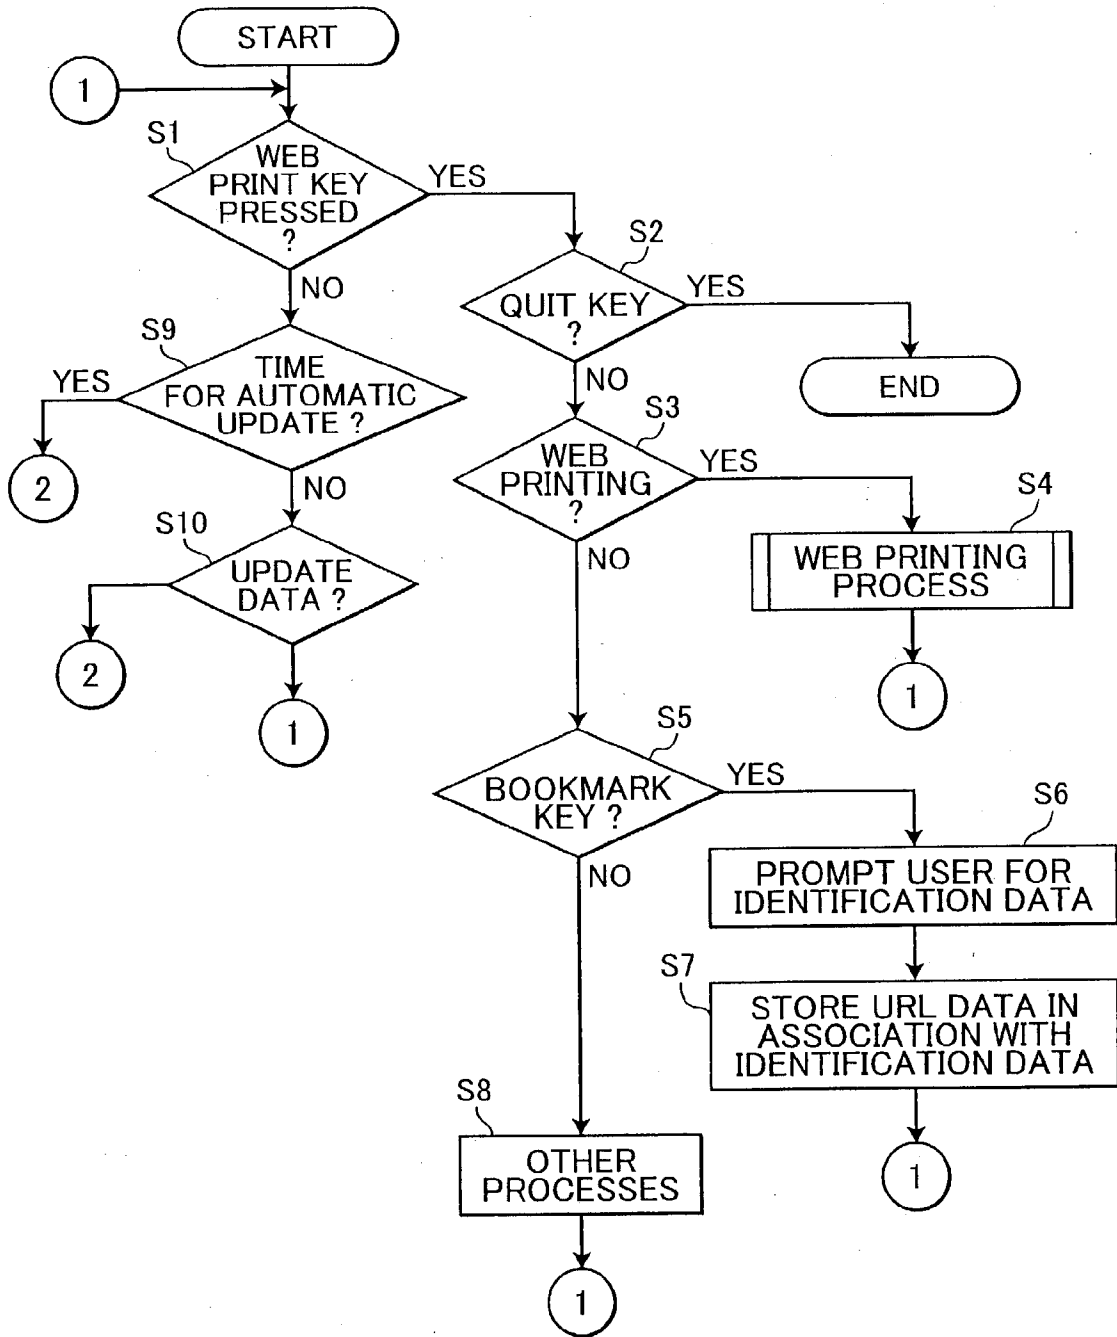 START
1
S1
WEB
PRINT KEY
PRESSED
?
YES
NO
S2
QUIT KEY
?
YES
END
NO
S9
TIME
FOR AUTOMATIC
UPDATE ?
YES
2
NO
S3
WEB
PRINTING
?
YES
NO
S4
WEB PRINTING
PROCESS
1
S10
UPDATE
DATA ?
2
1
S5
BOOKMARK
KEY ?
YES
NO
S6
PROMPT USER FOR
IDENTIFICATION DATA
S7
STORE URL DATA IN
ASSOCIATION WITH
IDENTIFICATION DATA
1
S8
OTHER
PROCESSES
1